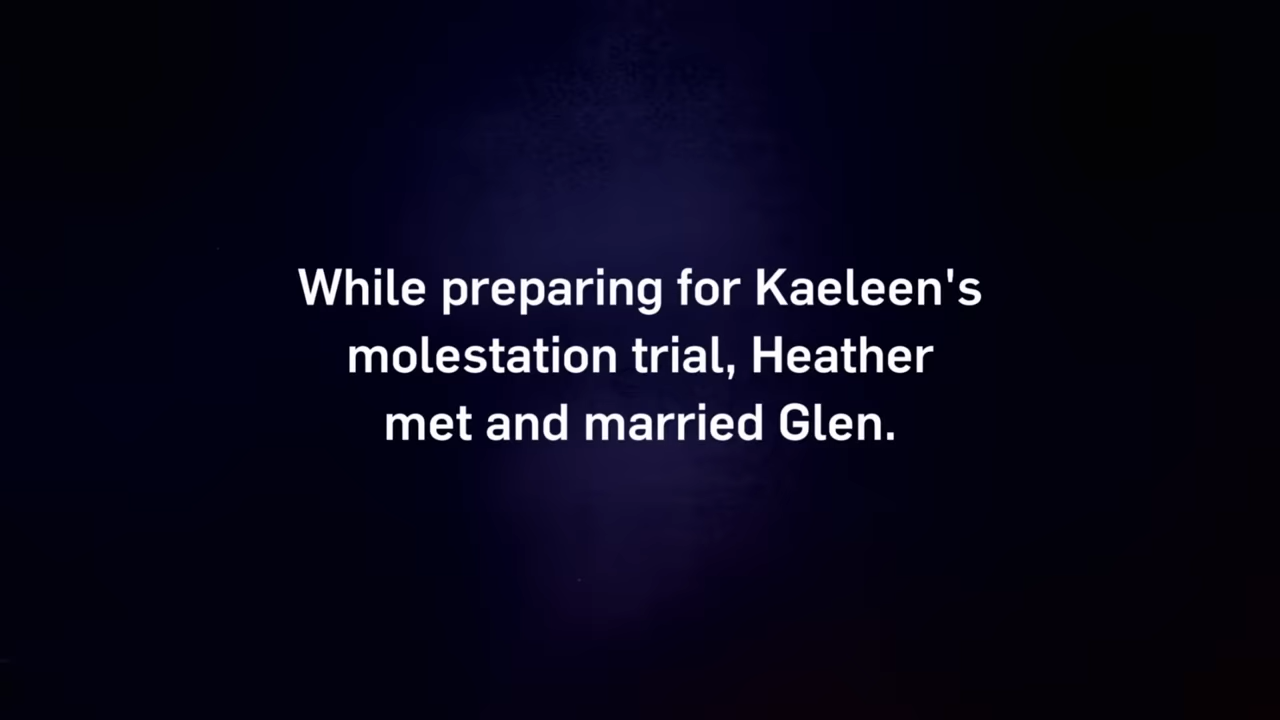 While preparing for Kaeleen's
molestation trial, Heather
met and married Glen.